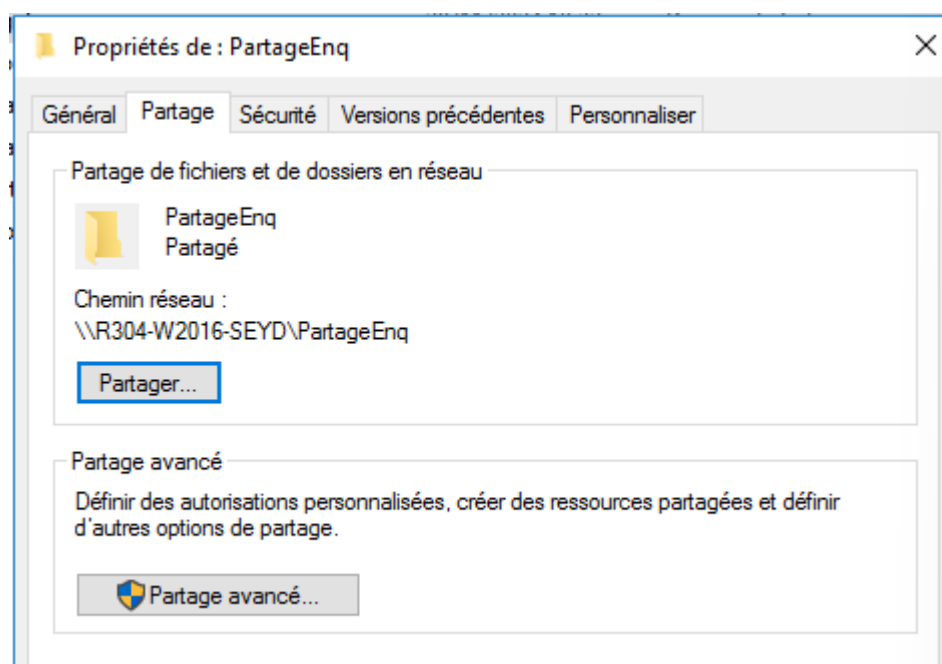 Propriétés de : PartageEnq
Général Partage Sécurité Versions précédentes Personnaliser
Partage de fichiers et de dossiers en réseau
PartageEnq
Partagé
Chemin réseau :
\\R304-W2016-SEYD\PartageEnq
Partager...
Partage avancé
Définir des autorisations personnalisées, créer des ressources partagées et définir
d'autres options de partage.
Partage avancé...